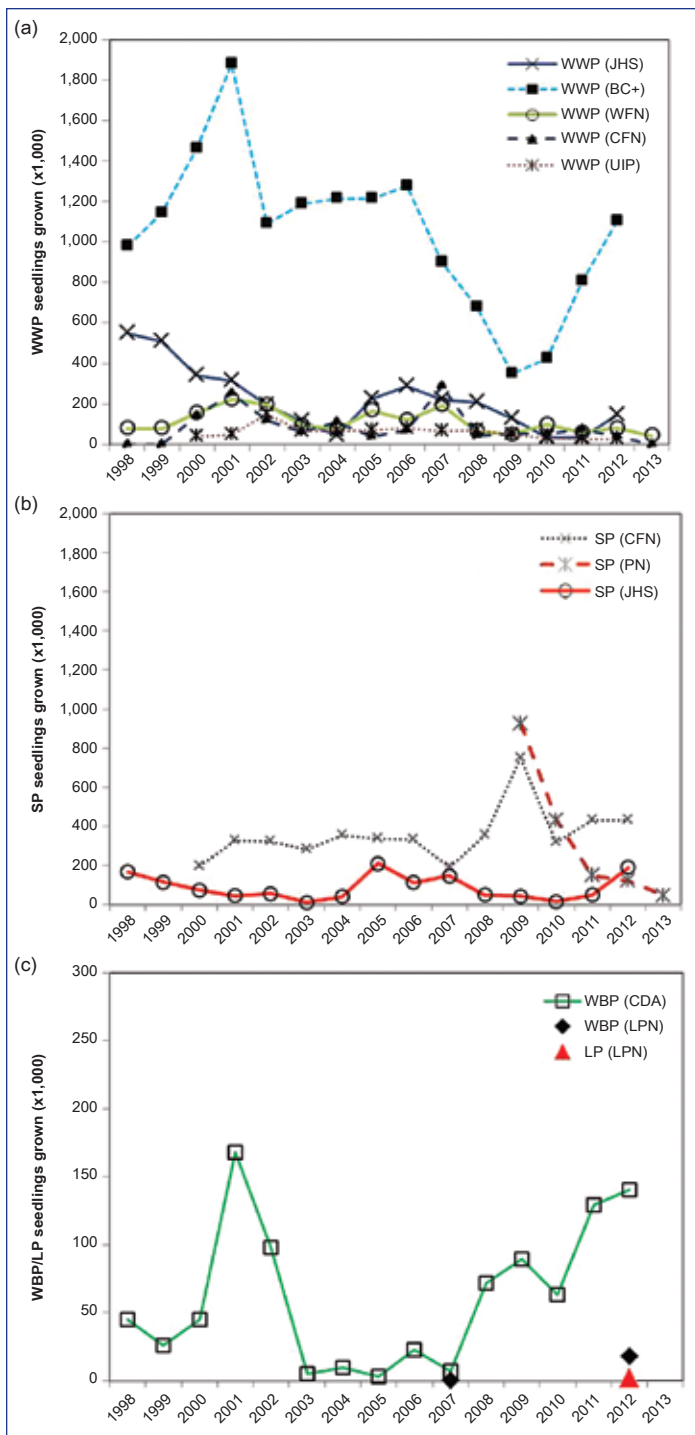 (a)
WWP seedlings grown (x1,000)
2,000
1,800
1,600
1,400
1,200
1,000
800
600
400
200
0
WWP (JHS)
WWP (BC+)
WWP (WFN)
WWP (CFN)
WWP (UIP)
1998 1999 2000 2001 2002 2003 2004 2005 2006 2007 2008 2009 2010 2011 2012 2013
(b)
SP seedlings grown (x1,000)
2,000
1,800
1,600
1,400
1,200
1,000
800
600
400
200
0
SP (CFN)
SP (PN)
SP (JHS)
1998 1999 2000 2001 2002 2003 2004 2005 2006 2007 2008 2009 2010 2011 2012 2013
(c)
WBP/LP seedlings grown (x1,000)
300
250
200
150
100
50
0
WBP (CDA)
WBP (LPN)
LP (LPN)
1998 1999 2000 2001 2002 2003 2004 2005 2006 2007 2008 2009 2010 2011 2012 2013